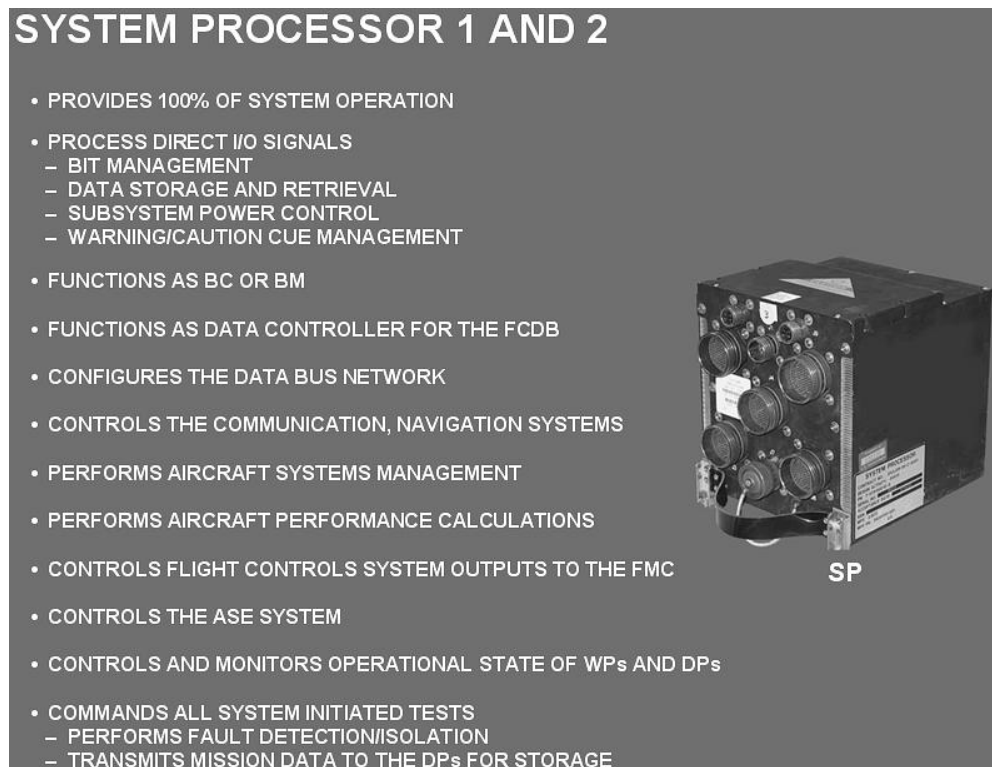 SYSTEM PROCESSOR 1 AND 2
• PROVIDES 100% OF SYSTEM OPERATION
• PROCESS DIRECT I/O SIGNALS
– BIT MANAGEMENT
– DATA STORAGE AND RETRIEVAL
– SUBSYSTEM POWER CONTROL
– WARNING/CAUTION CUE MANAGEMENT
• FUNCTIONS AS BC OR BM
• FUNCTIONS AS DATA CONTROLLER FOR THE FCDB
• CONFIGURES THE DATA BUS NETWORK
• CONTROLS THE COMMUNICATION, NAVIGATION SYSTEMS
• PERFORMS AIRCRAFT SYSTEMS MANAGEMENT
• PERFORMS AIRCRAFT PERFORMANCE CALCULATIONS
• CONTROLS FLIGHT CONTROLS SYSTEM OUTPUTS TO THE FMC
• CONTROLS THE ASE SYSTEM
• CONTROLS AND MONITORS OPERATIONAL STATE OF WPs AND DPs
• COMMANDS ALL SYSTEM INITIATED TESTS
– PERFORMS FAULT DETECTION/ISOLATION
– TRANSMITS MISSION DATA TO THE DPs FOR STORAGE
SYSTEM PROCESSOR
SP